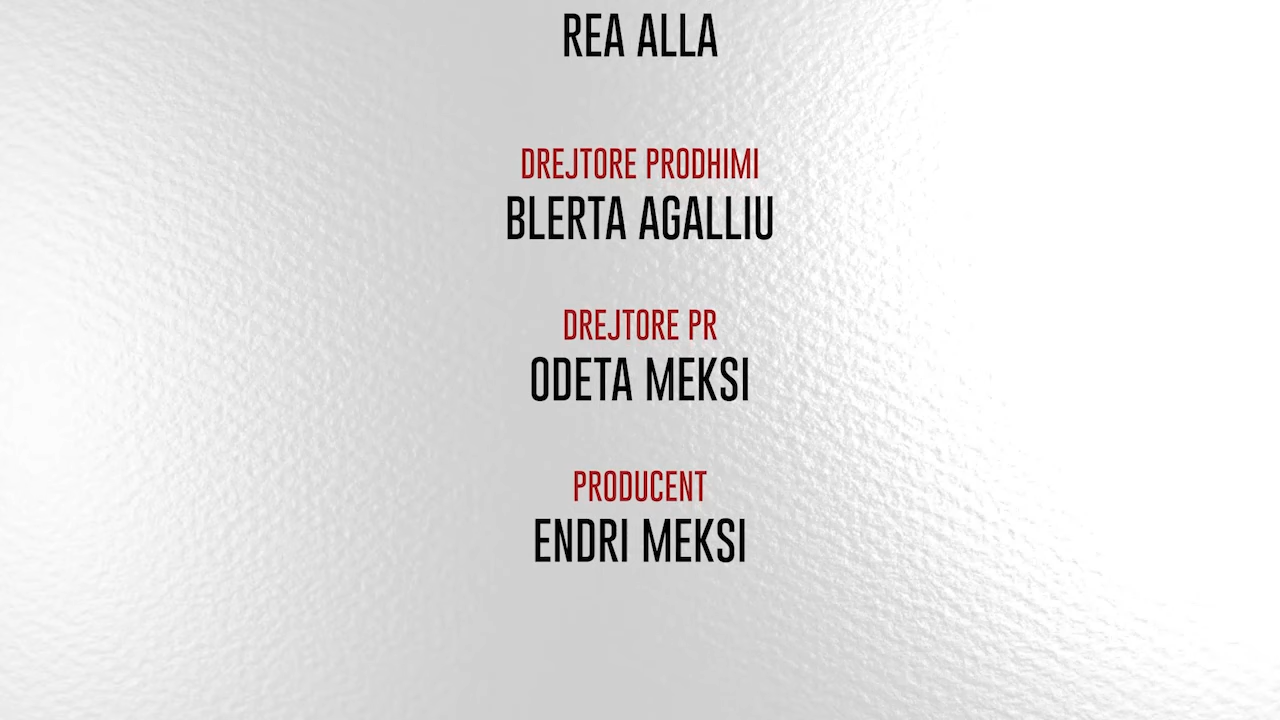 REA ALLA
DREJTORE PRODHIMI
BLERTA AGALLIU
DREJTORE PR
ODETA MEKSI
PRODUCENT
ENDRI MEKSI